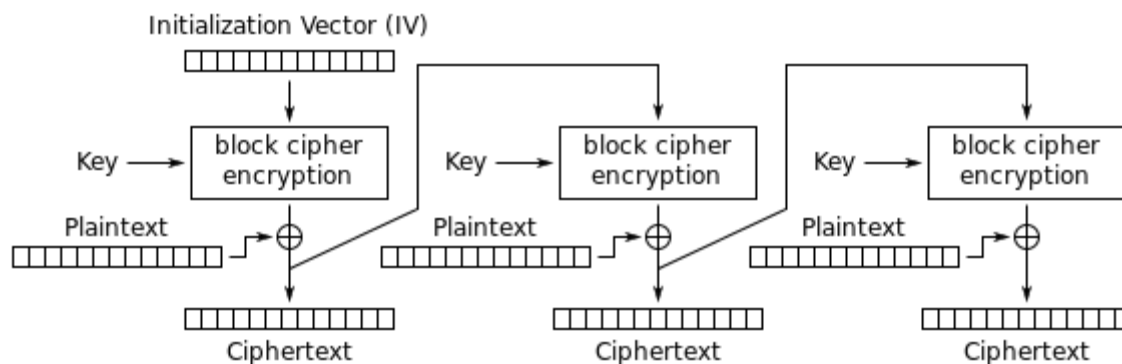 Initialization Vector (IV)
Key
block cipher
encryption
Key
block cipher
encryption
Key
block cipher
encryption
Plaintext
Plaintext
Plaintext
Ciphertext
Ciphertext
Ciphertext